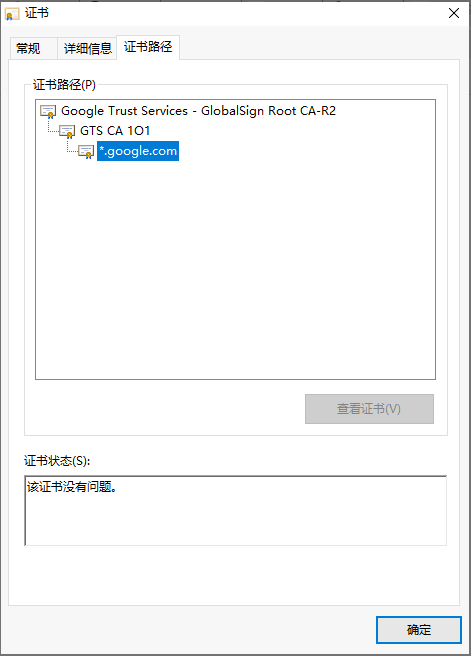 证书
常规 详细信息 证书路径
证书路径(P)
Google Trust Services - GlobalSign Root CA-R2
GTS CA 1O1
*.google.com
查看证书(V)
证书状态(S):
该证书没有问题。
确定